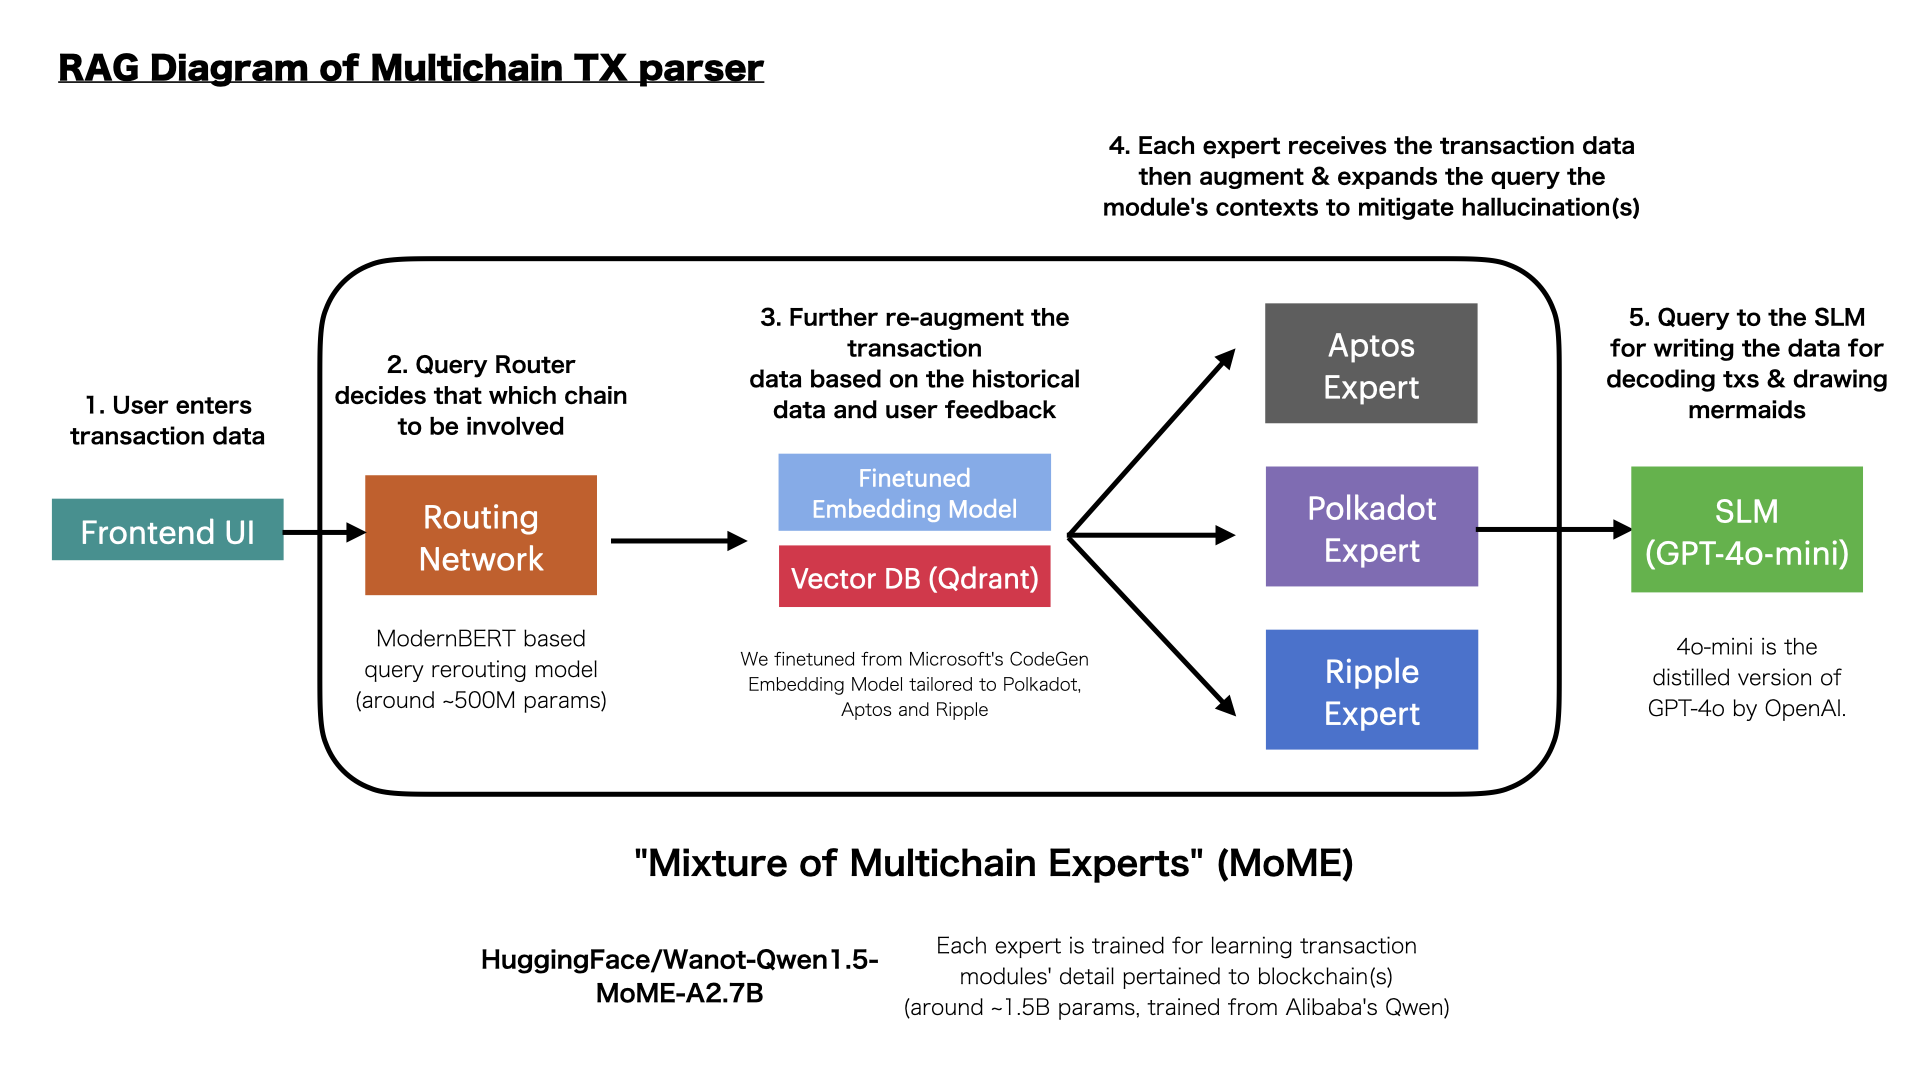 RAG Diagram of Multichain TX parser
4. Each expert receives the transaction data
then augment & expands the query the
module's contexts to mitigate hallucination(s)
1. User enters
transaction data
Frontend UI
2. Query Router
decides that which chain
to be involved
Routing
Network
ModernBERT based
query rerouting model
(around ~500M params)
3. Further re-augment the
transaction
data based on the historical
data and user feedback
Finetuned
Embedding Model
Vector DB (Qdrant)
We finetuned from Microsoft's CodeGen
Embedding Model tailored to Polkadot,
Aptos and Ripple
Aptos
Expert
Polkadot
Expert
Ripple
Expert
5. Query to the SLM
for writing the data for
decoding txs & drawing
mermaids
SLM
(GPT-4o-mini)
4o-mini is the
distilled version of
GPT-4o by OpenAI.
"Mixture of Multichain Experts" (MoME)
HuggingFace/Wanot-Qwen1.5-
MoME-A2.7B
Each expert is trained for learning transaction
modules' detail pertained to blockchain(s)
(around ~1.5B params, trained from Alibaba's Qwen)